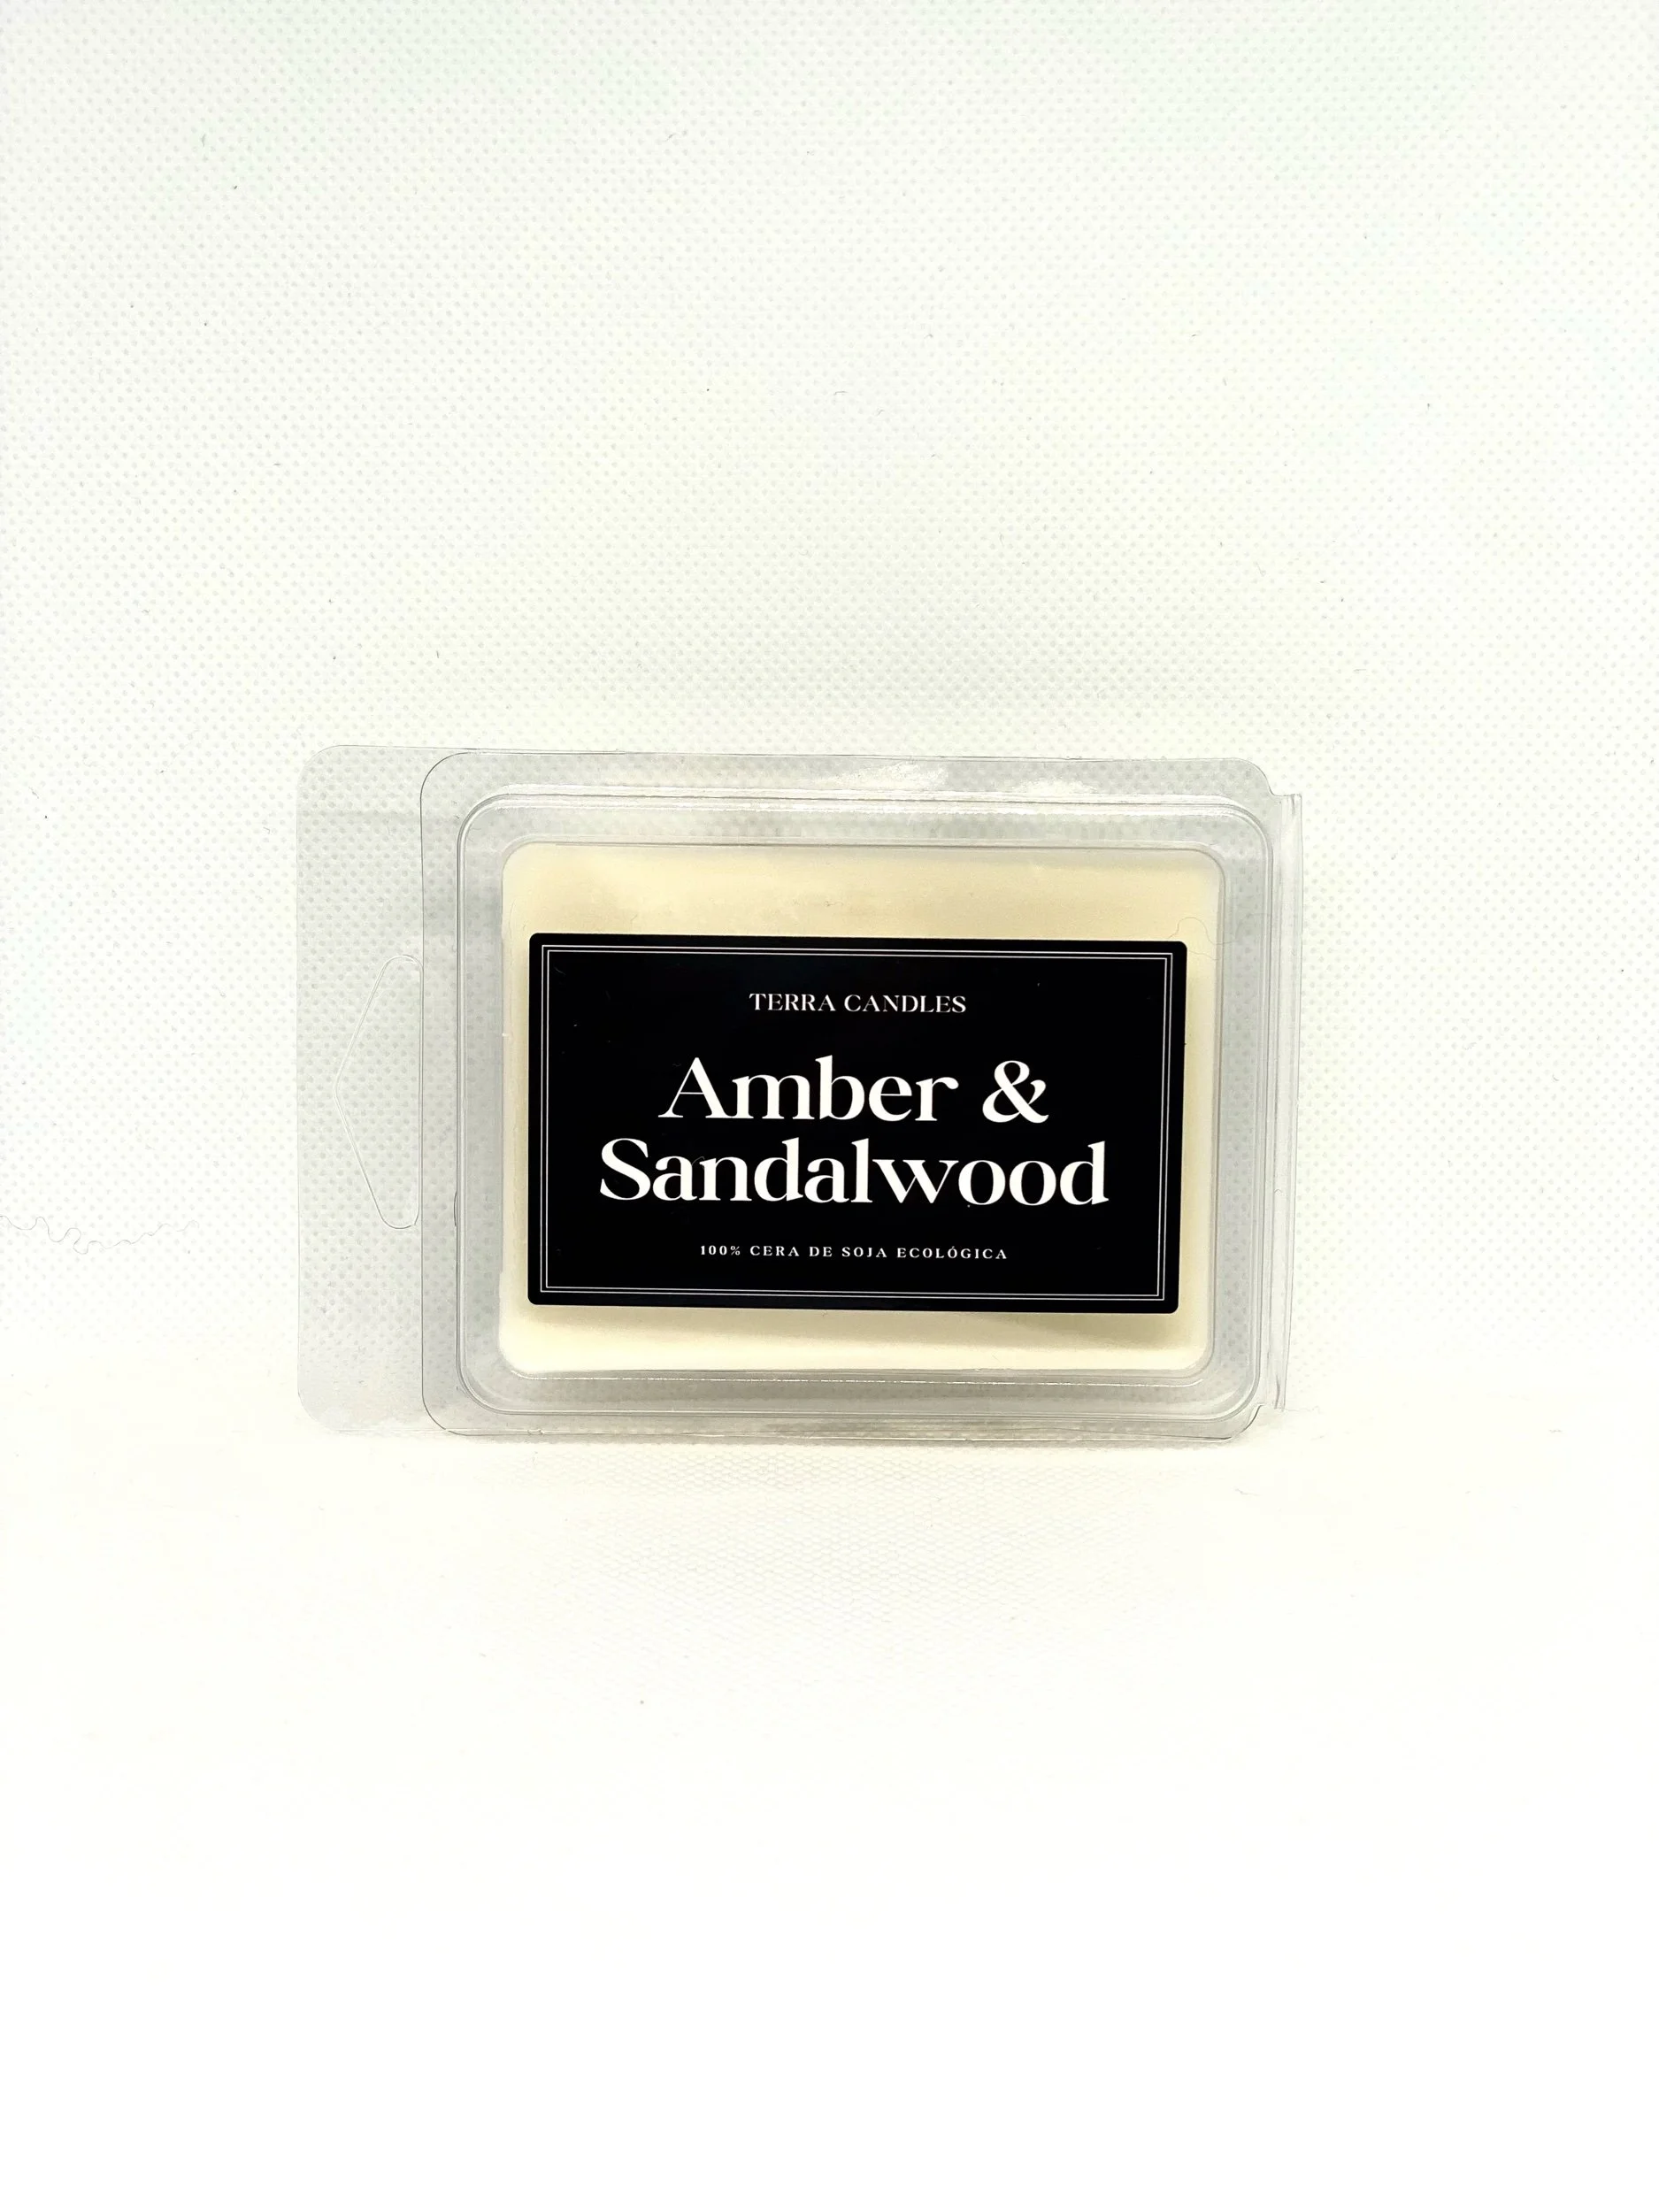 TERRA CANDLES
Amber &
Sandalwood
100% CERA DE SOJA ECOLÓGICA